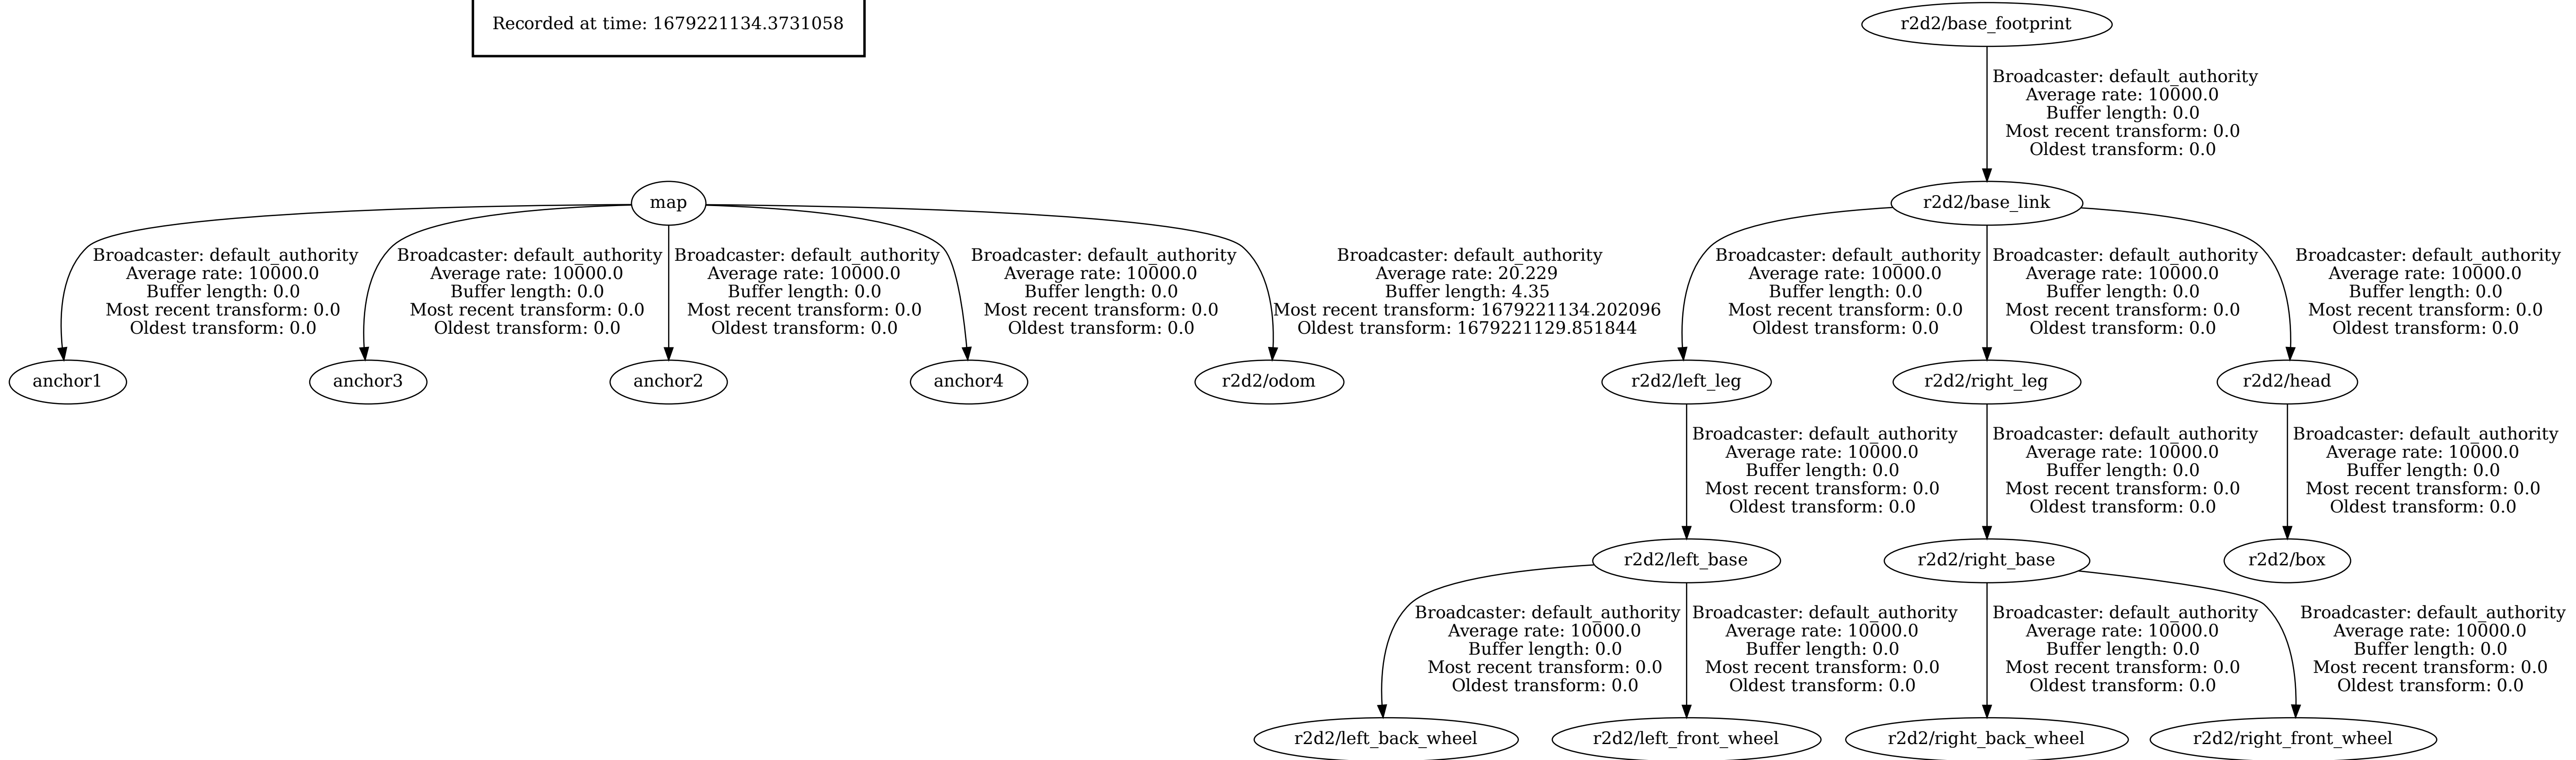 Recorded at time: 1679221134.3731058
r2d2/base_footprint
Broadcaster: default_authority
Average rate: 10000.0
Buffer length: 0.0
Most recent transform: 0.0
Oldest transform: 0.0
map
r2d2/base_link
Broadcaster: default_authority
Average rate: 10000.0
Buffer length: 0.0
Most recent transform: 0.0
Oldest transform: 0.0
Broadcaster: default_authority
Average rate: 10000.0
Buffer length: 0.0
Most recent transform: 0.0
Oldest transform: 0.0
Broadcaster: default_authority
Average rate: 10000.0
Buffer length: 0.0
Most recent transform: 0.0
Oldest transform: 0.0
Broadcaster: default_authority
Average rate: 10000.0
Buffer length: 0.0
Most recent transform: 0.0
Oldest transform: 0.0
Broadcaster: default_authority
Average rate: 20.229
Buffer length: 4.35
Most recent transform: 1679221134.202096
Oldest transform: 1679221129.851844
Broadcaster: default_authority
Average rate: 10000.0
Buffer length: 0.0
Most recent transform: 0.0
Oldest transform: 0.0
Broadcaster: default_authority
Average rate: 10000.0
Buffer length: 0.0
Most recent transform: 0.0
Oldest transform: 0.0
Broadcaster: default_authority
Average rate: 10000.0
Buffer length: 0.0
Most recent transform: 0.0
Oldest transform: 0.0
anchor1
anchor3
anchor2
anchor4
r2d2/odom
r2d2/left_leg
r2d2/right_leg
r2d2/head
Broadcaster: default_authority
Average rate: 10000.0
Buffer length: 0.0
Most recent transform: 0.0
Oldest transform: 0.0
Broadcaster: default_authority
Average rate: 10000.0
Buffer length: 0.0
Most recent transform: 0.0
Oldest transform: 0.0
Broadcaster: default_authority
Average rate: 10000.0
Buffer length: 0.0
Most recent transform: 0.0
Oldest transform: 0.0
r2d2/left_base
r2d2/right_base
r2d2/box
Broadcaster: default_authority
Average rate: 10000.0
Buffer length: 0.0
Most recent transform: 0.0
Oldest transform: 0.0
Broadcaster: default_authority
Average rate: 10000.0
Buffer length: 0.0
Most recent transform: 0.0
Oldest transform: 0.0
Broadcaster: default_authority
Average rate: 10000.0
Buffer length: 0.0
Most recent transform: 0.0
Oldest transform: 0.0
Broadcaster: default_authority
Average rate: 10000.0
Buffer length: 0.0
Most recent transform: 0.0
Oldest transform: 0.0
r2d2/left_back_wheel
r2d2/left_front_wheel
r2d2/right_back_wheel
r2d2/right_front_wheel